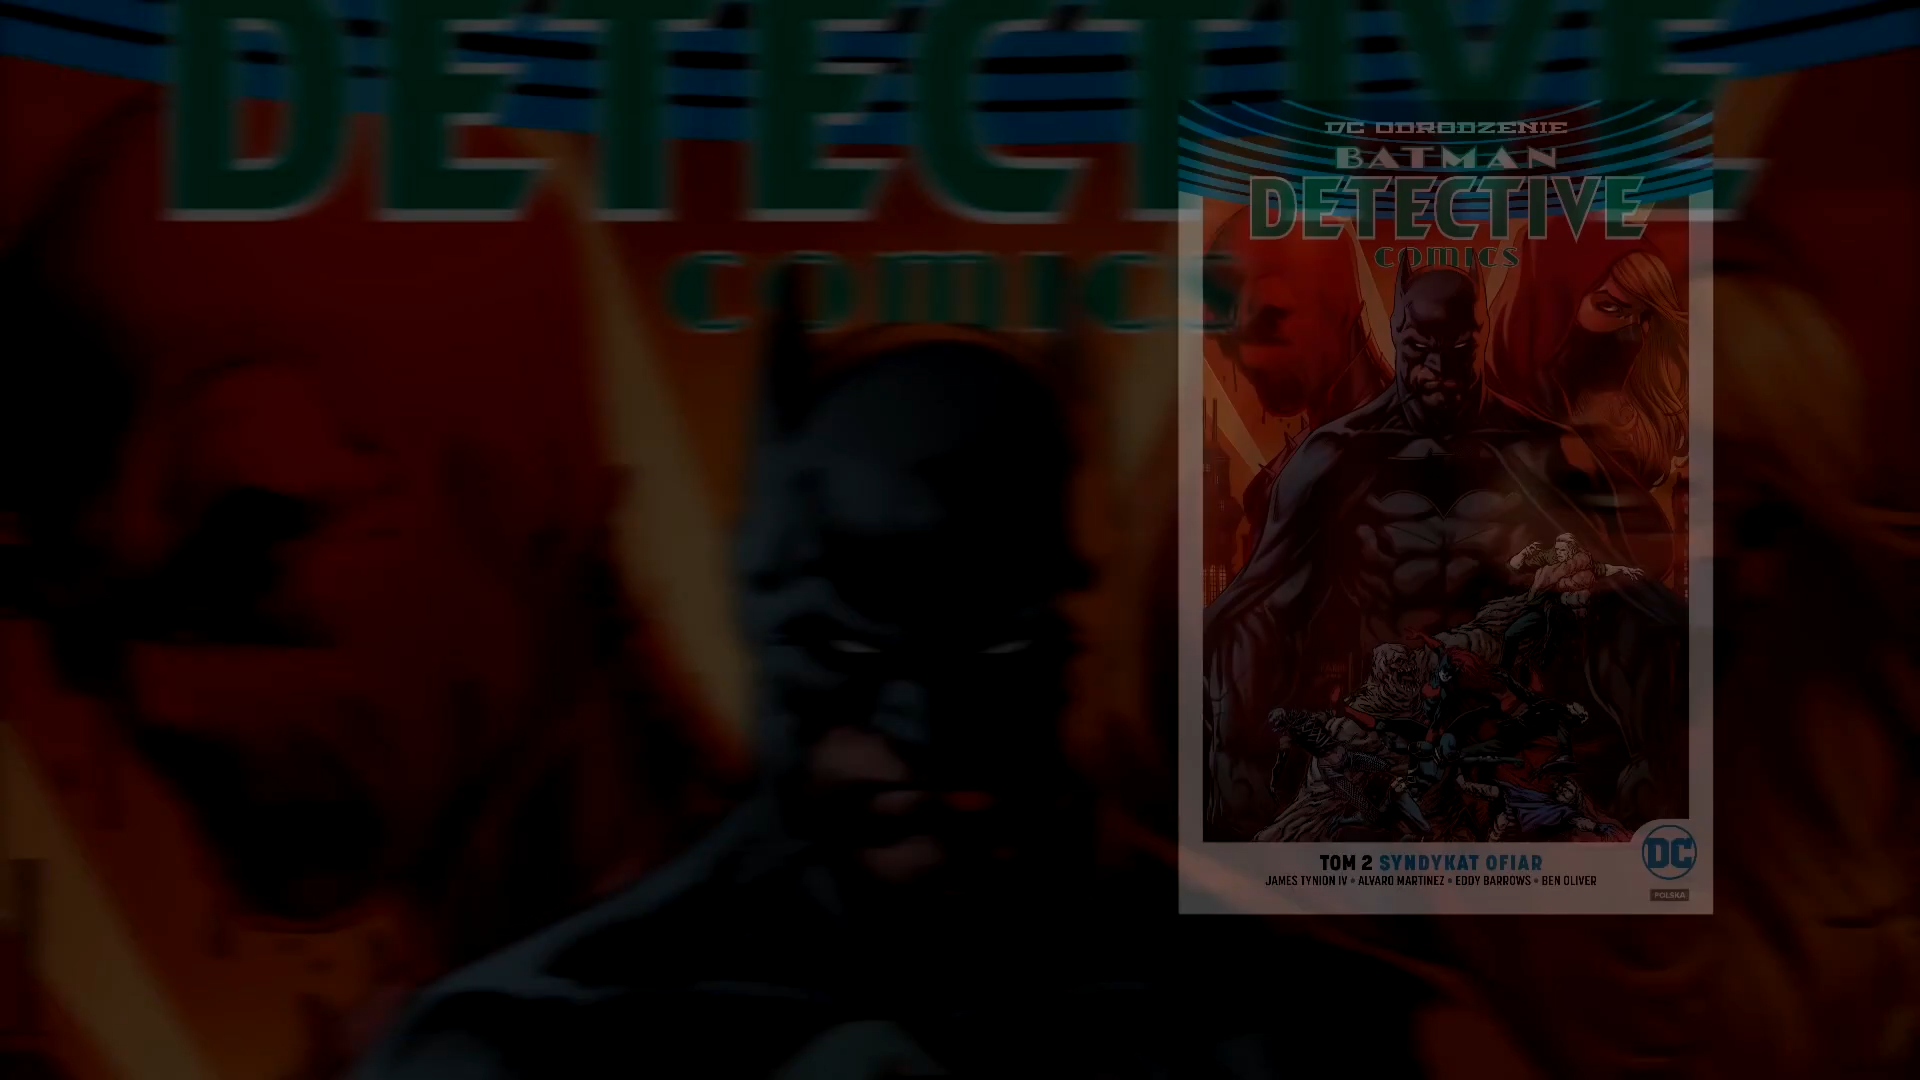 DETECTIVE
COMICS
DC ODRODZENIE
BATMAN
DETECTIVE
COMICS
TOM 2 SYNDYKAT OFIAR
JAMES TYNION IV • ALVARO MARTINEZ • EDDY BARROWS • BEN OLIVER
DC
POLSKA